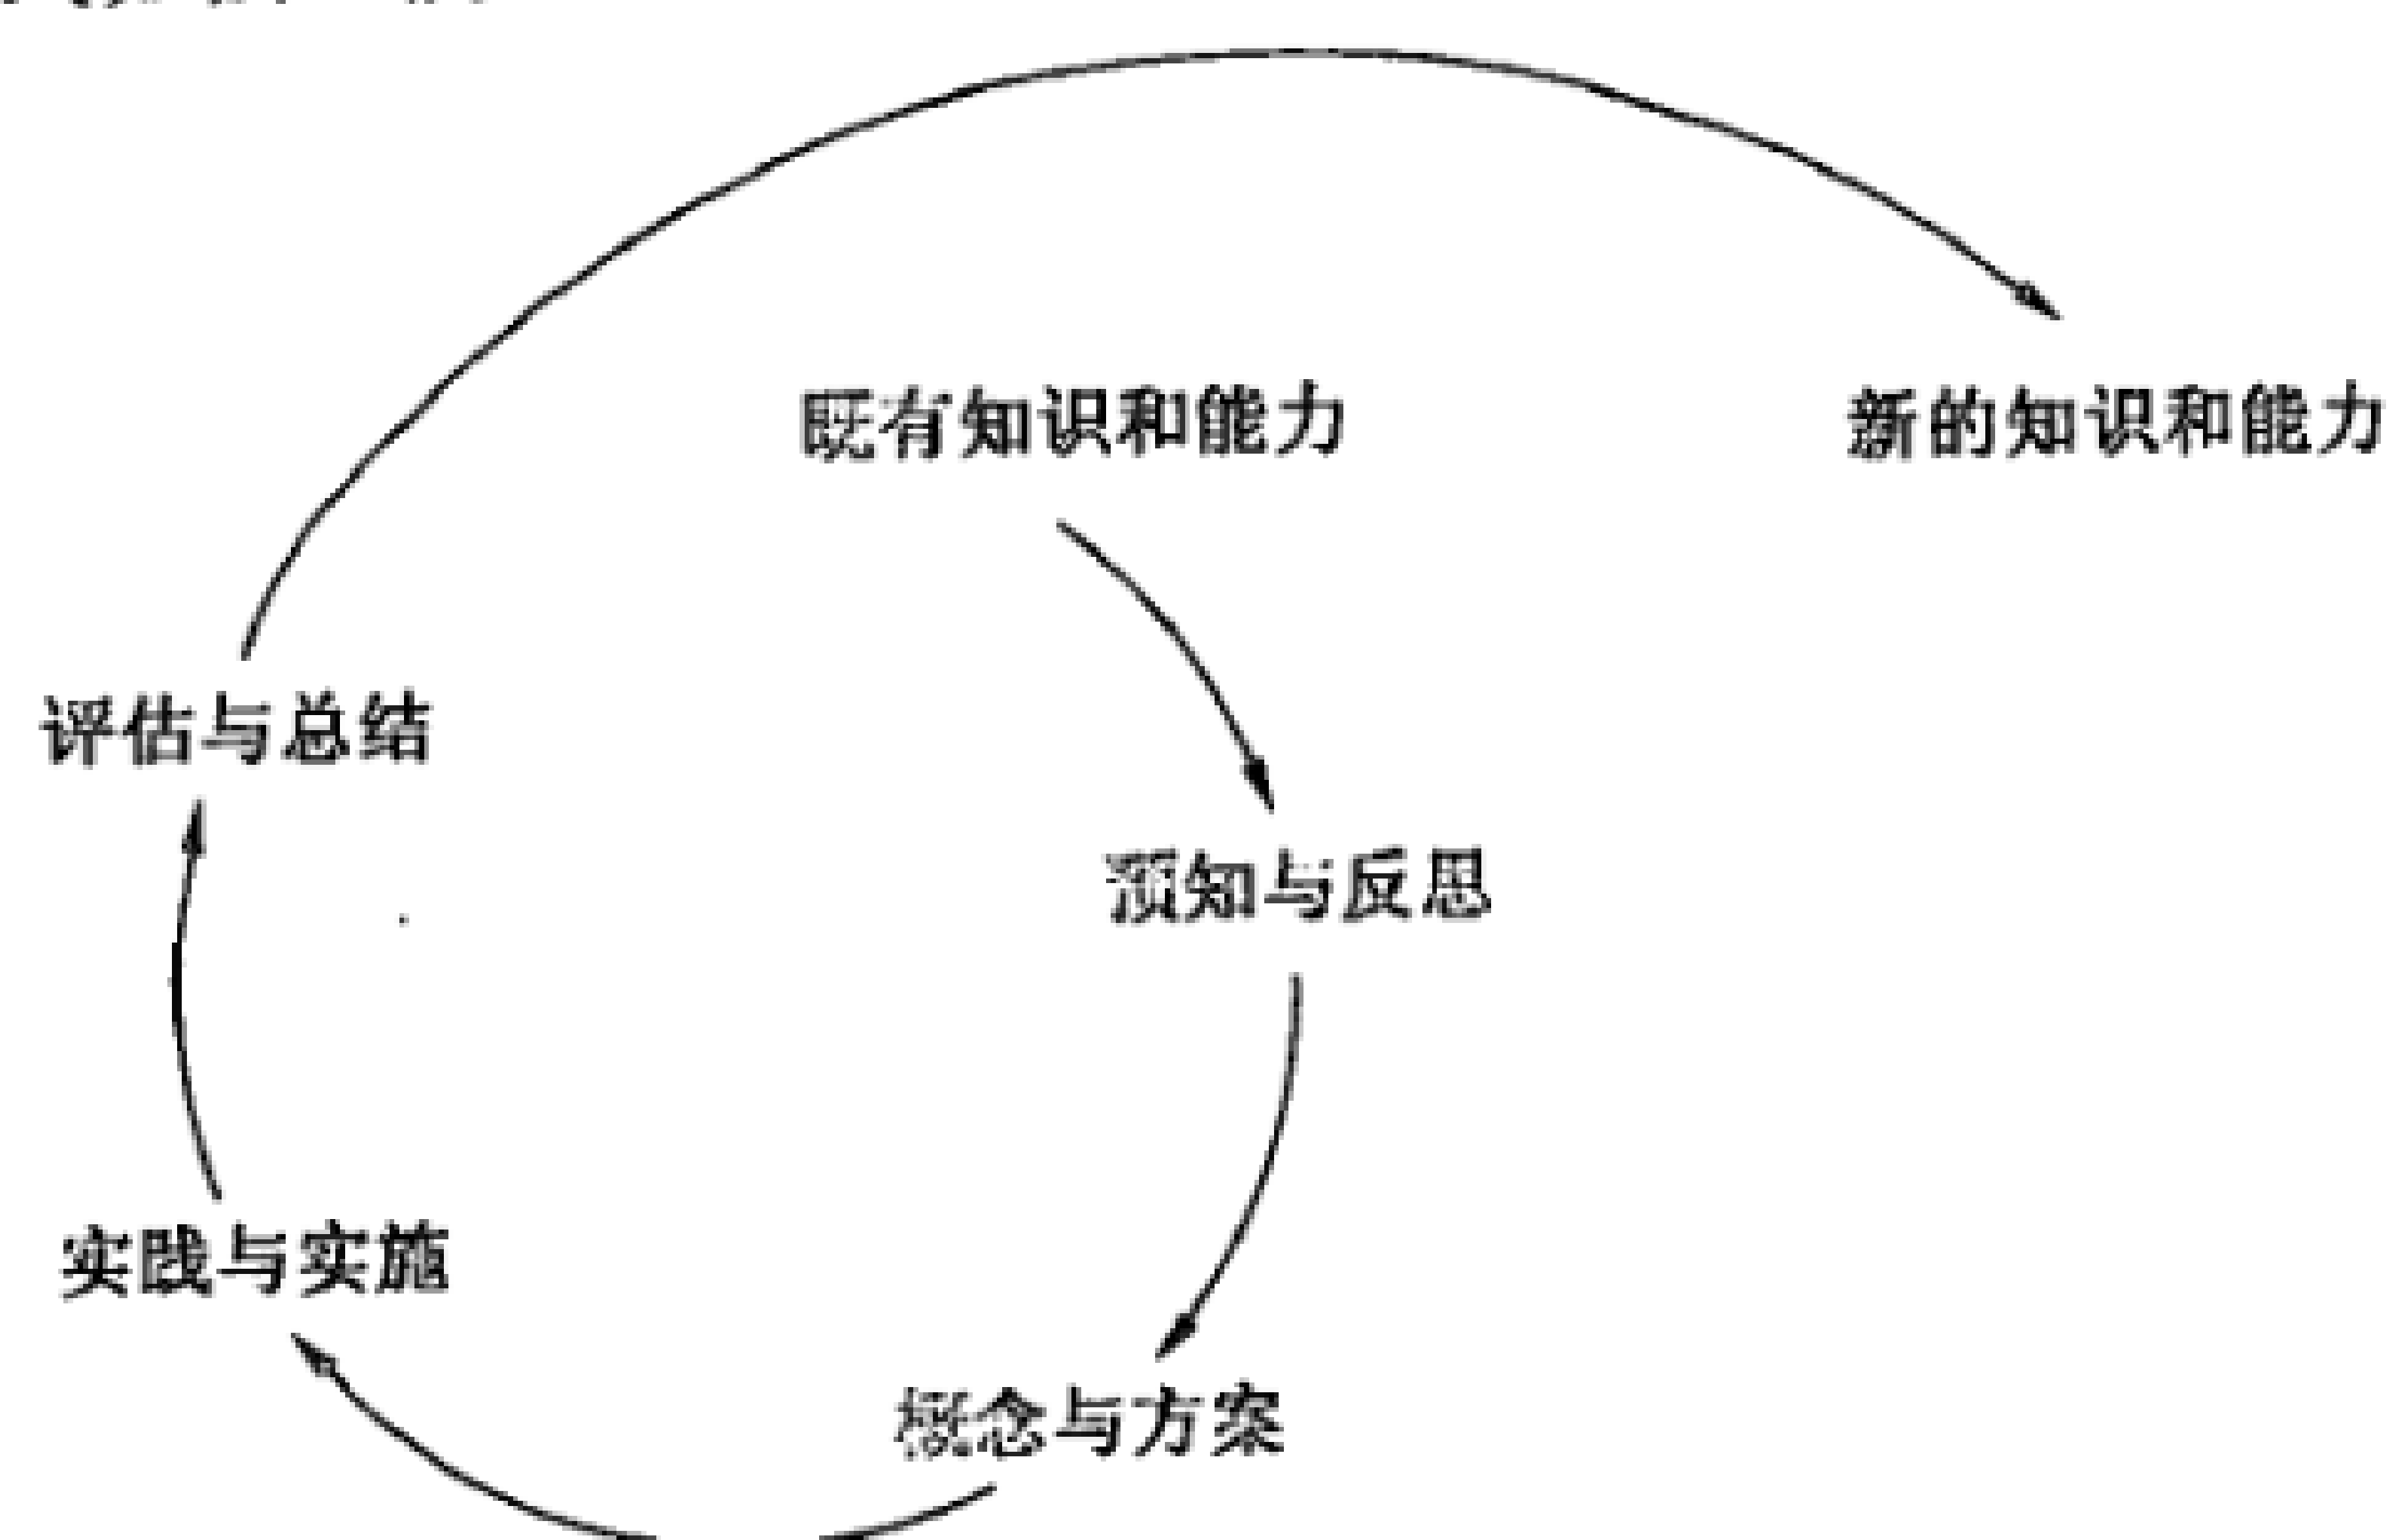 既有知识和能力
新的知识和能力
评估与总结
预知与反思
实践与实施
概念与方案